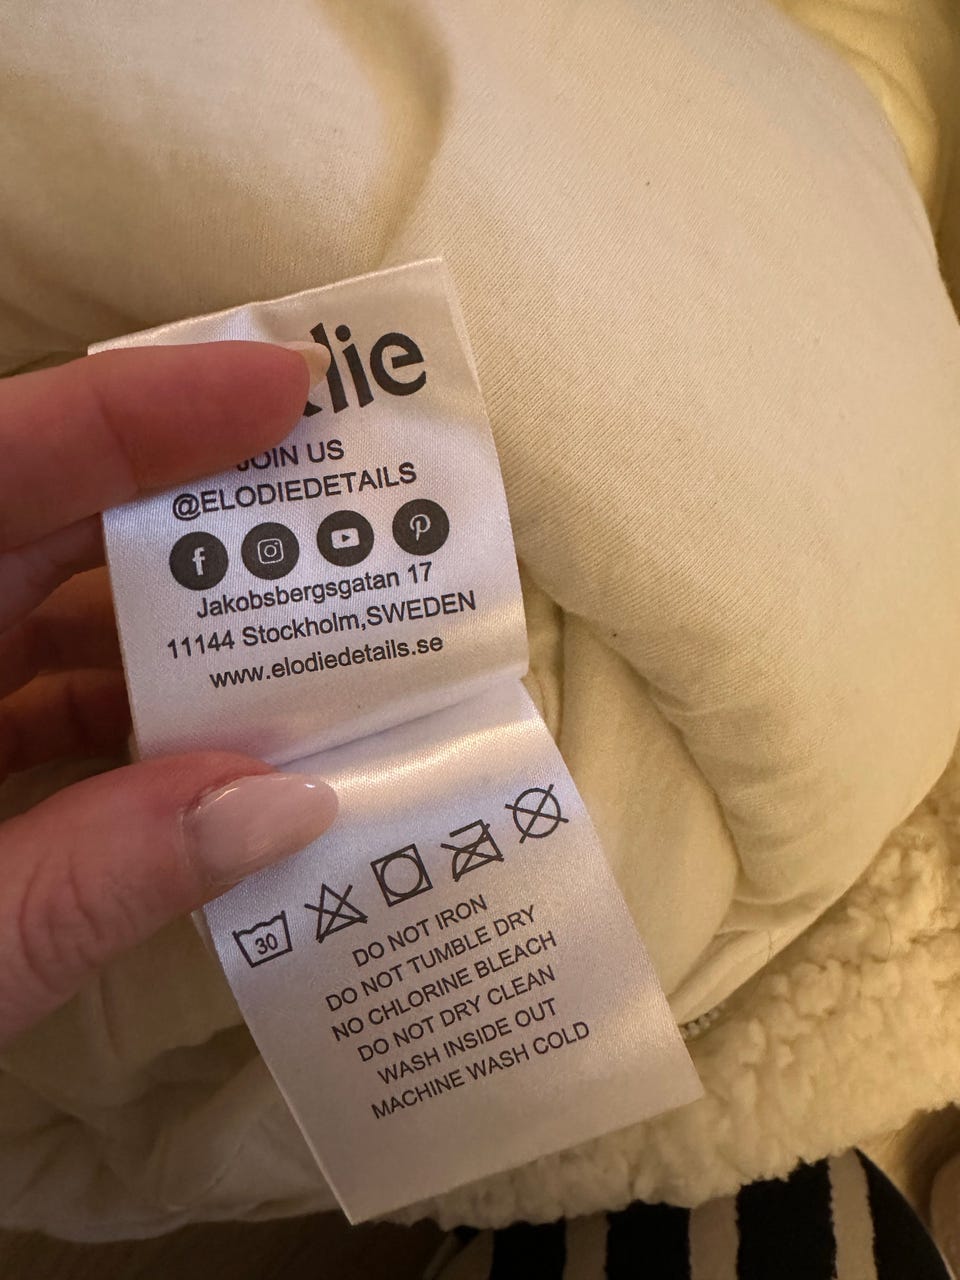 JOIN US
@ELODIEDETAILS
Jakobsbergsgatan 17
11144 Stockholm,SWEDEN
www.elodiedetails.se
30
DO NOT IRON
DO NOT TUMBLE DRY
NO CHLORINE BLEACH
DO NOT DRY CLEAN
WASH INSIDE OUT
MACHINE WASH COLD